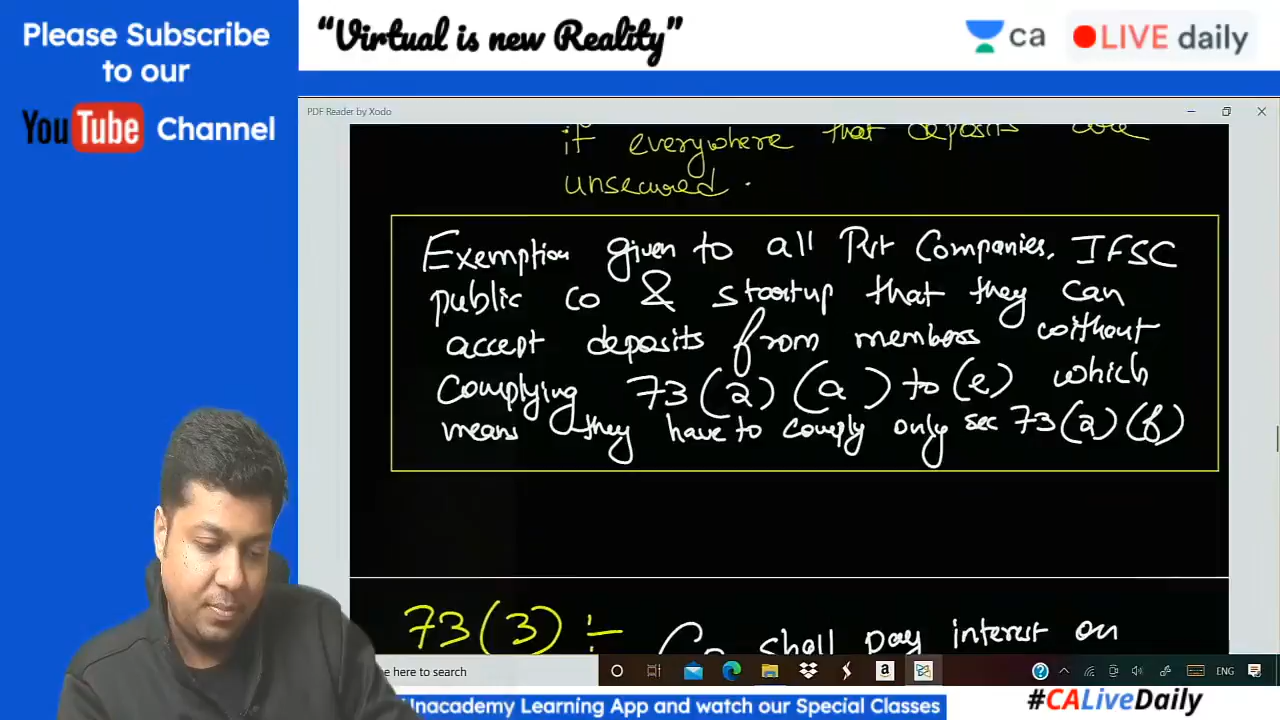 Please Subscribe
to our
YouTube Channel
“Virtual is new Reality”
ca
LIVE daily
PDF Reader by Xodo
if everywhere that deposits are
unsecured.
Exemption given to all Pvt Companies, IFSC
public co & startup that they can
accept deposits from members without
Complying 73(2)(a) to (e) which
means they have to comply only sec 73(2)(f)
73(3) :- Co shall pay interest on
here to search
ENG
Unacademy Learning App and watch our Special Classes
#CALiveDaily